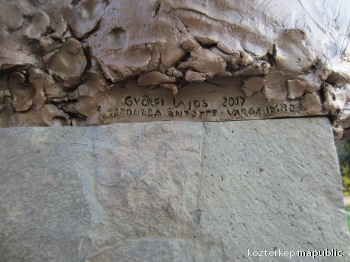 GYŐRFI LAJOS 2017
BRONZBA ÖNTÖTTE: VARGA
kozterkep.mapublic